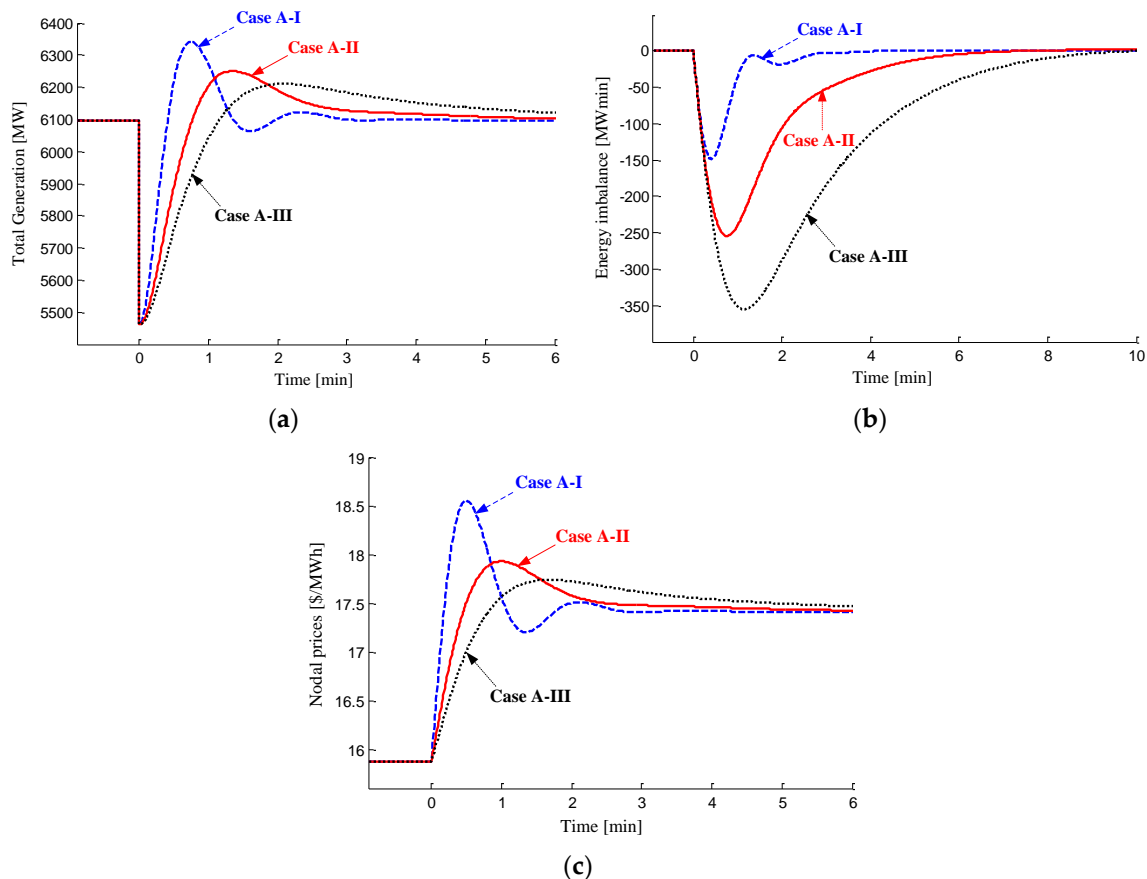 6400
6300
6200
6100
6000
5900
5800
5700
5600
5500
Total Generation [MW]
Case A-I
Case A-II
Case A-III
0 1 2 3 4 5 6
Time [min]
(a)
0
-50
-100
-150
-200
-250
-300
-350
Energy imbalance [MWmin]
Case A-I
Case A-II
Case A-III
0 2 4 6 8 10
Time [min]
(b)
19
18.5
18
17.5
17
16.5
16
Nodal prices [$/MWh]
Case A-I
Case A-II
Case A-III
0 1 2 3 4 5 6
Time [min]
(c)